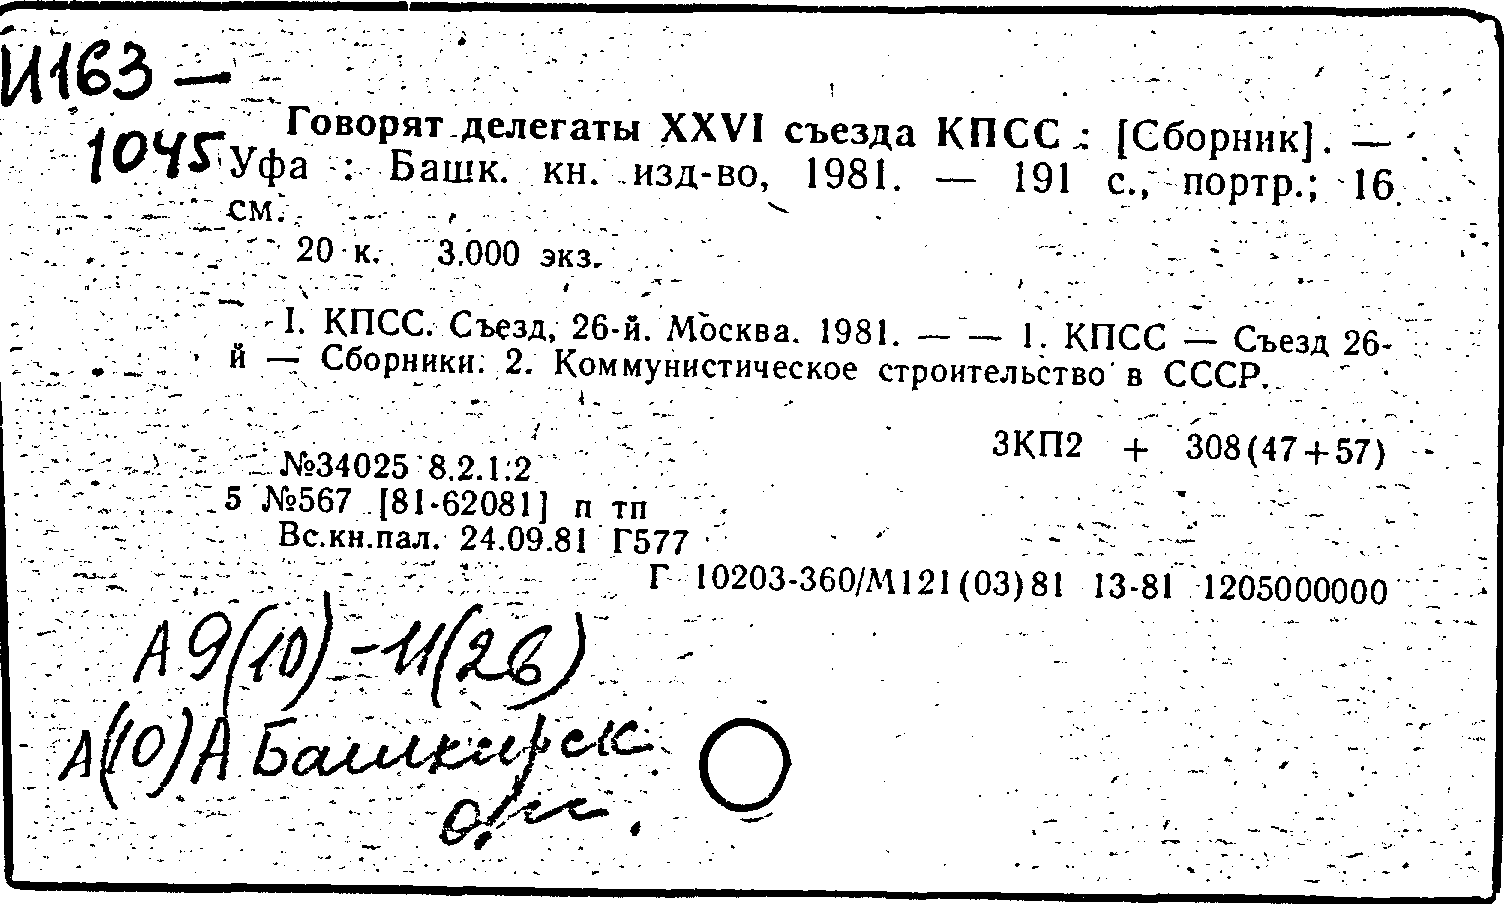 И163 —
1045
Говорят делегаты XXVI съезда КПСС : [Сборник]. —
Уфа : Башк. кн. изд-во, 1981. — 191 с., портр.; 16
см.
20 к. 3.000 экз.
I. КПСС. Съезд, 26-й. Москва. 1981. — — 1. КПСС — Съезд 26-
й — Сборники. 2. Коммунистическое строительство в СССР.
3КП2 + 308(47+57)
№34025 8.2.1.2
5 №567 [81-62081] п тп
Вс.кн.пал. 24.09.81 Г577
Г 10203-360/М121(03)81 13-81 1205000000
А9(10)-11(26)
А(10)А Башкирск